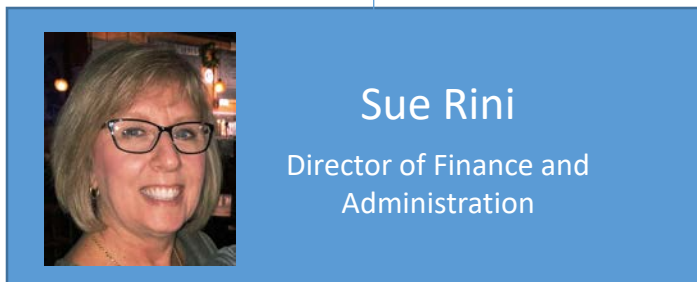 Sue Rini
Director of Finance and
Administration